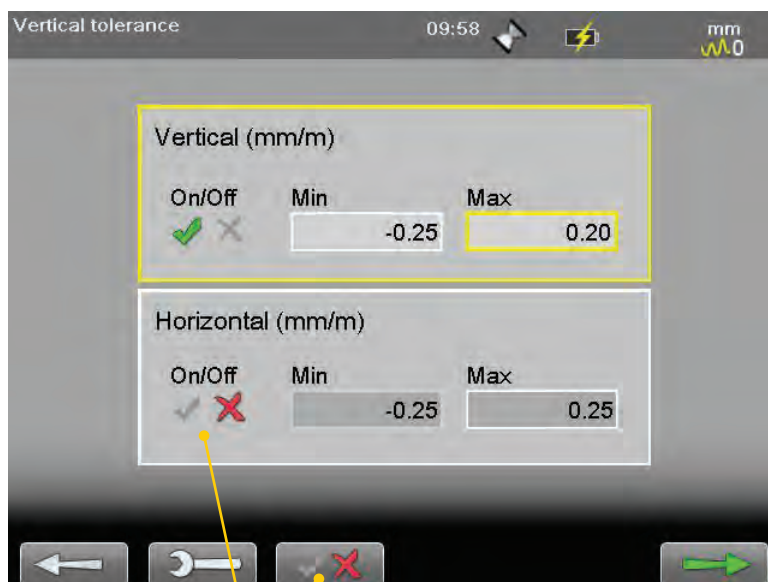 Vertical tolerance 09:58 mm
0
Vertical (mm/m)
On/Off Min Max
-0.25 0.20
Horizontal (mm/m)
On/Off Min Max
-0.25 0.25